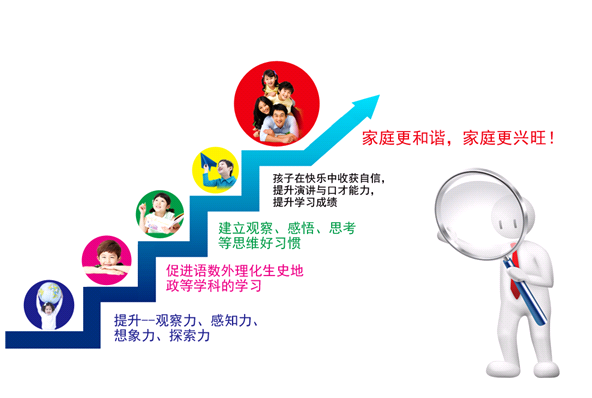 家庭更和谐，家庭更兴旺！
孩子在快乐中收获自信，
提升演讲与口才能力，
提升学习成绩
建立观察、感悟、思考
等思维好习惯
促进语数外理化生史地
政等学科的学习
提升--观察力、感知力、
想象力、探索力